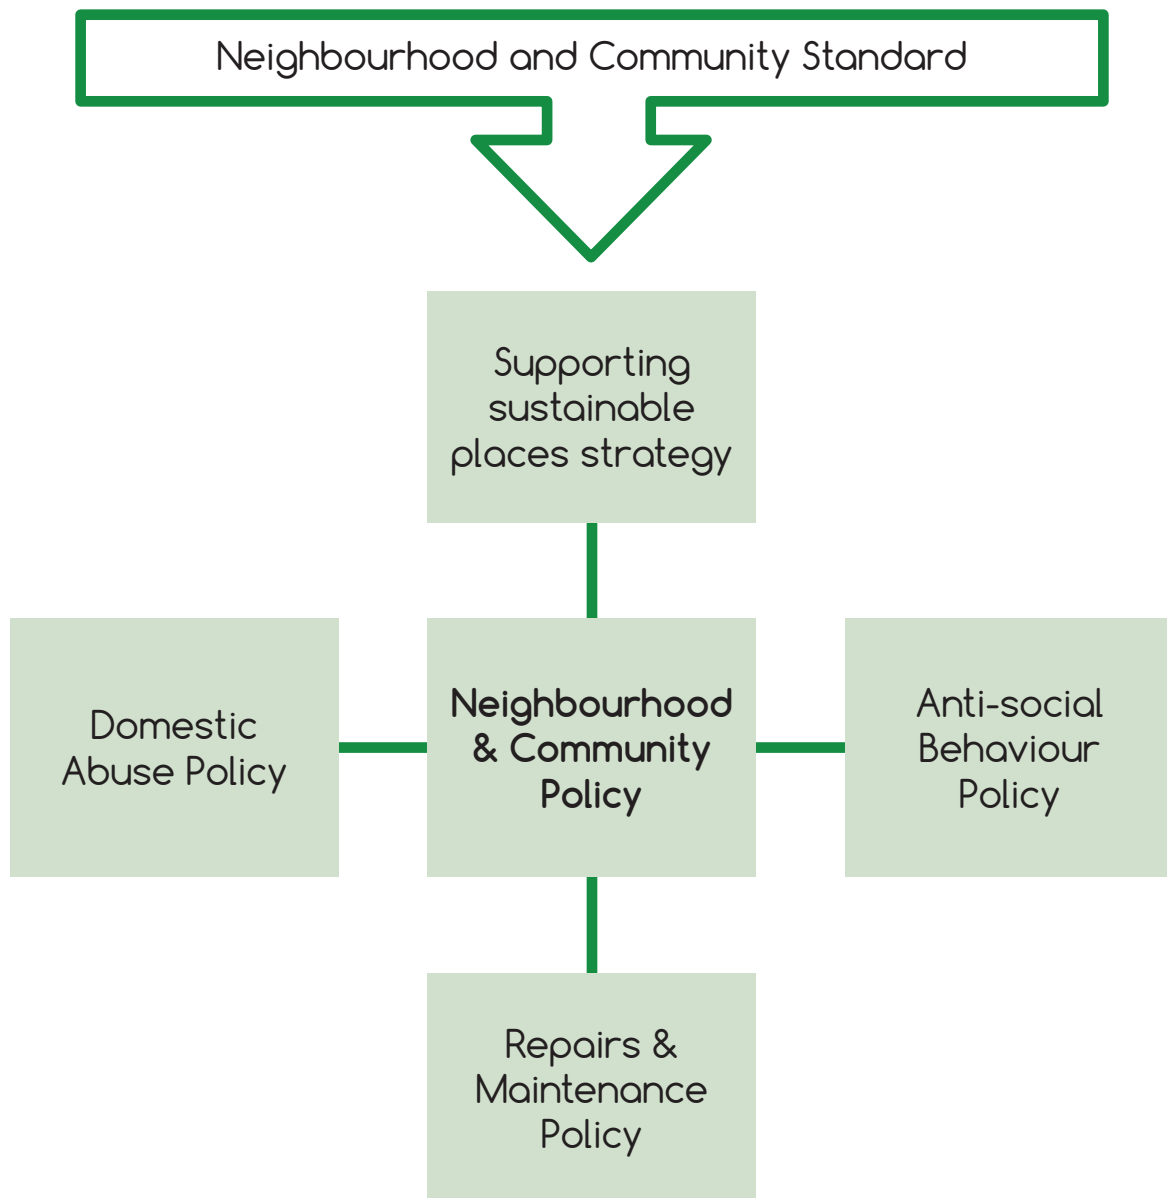 Neighbourhood and Community Standard
Supporting
sustainable
places strategy
Domestic
Abuse Policy
Neighbourhood
& Community
Policy
Anti-social
Behaviour
Policy
Repairs &
Maintenance
Policy